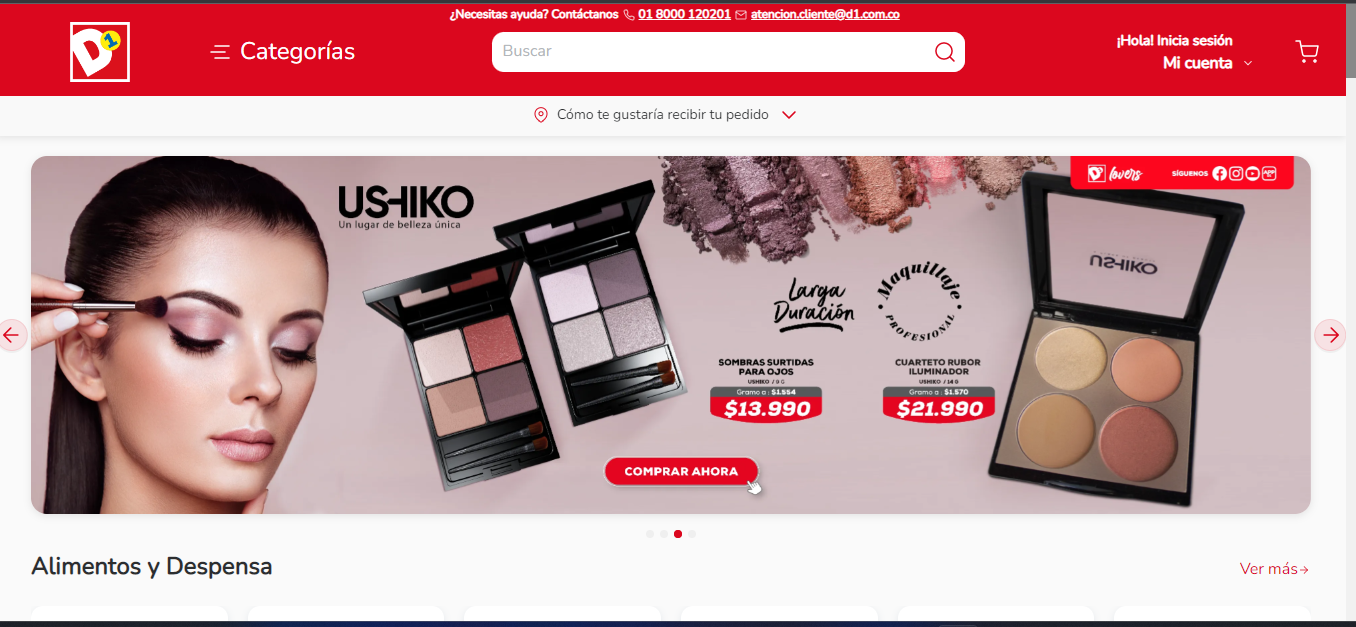 ¿Necesitas ayuda? Contáctanos 01 8000 120201 atencion.cliente@d1.com.co
D1
Categorías
Buscar
¡Hola! Inicia sesión
Mi cuenta
Cómo te gustaría recibir tu pedido
D1 lovers
SÍGUENOS
USHIKO
Un lugar de belleza única
USHIKO
Larga
Duración
Maquillaje
PROFESIONAL
SOMBRAS SURTIDAS
PARA OJOS
USHIKO / 9 G
Gramo a : $1.554
$13.990
CUARTETO RUBOR
ILUMINADOR
USHIKO / 14 G
Gramo a : $1.570
$21.990
COMPRAR AHORA
Alimentos y Despensa
Ver más